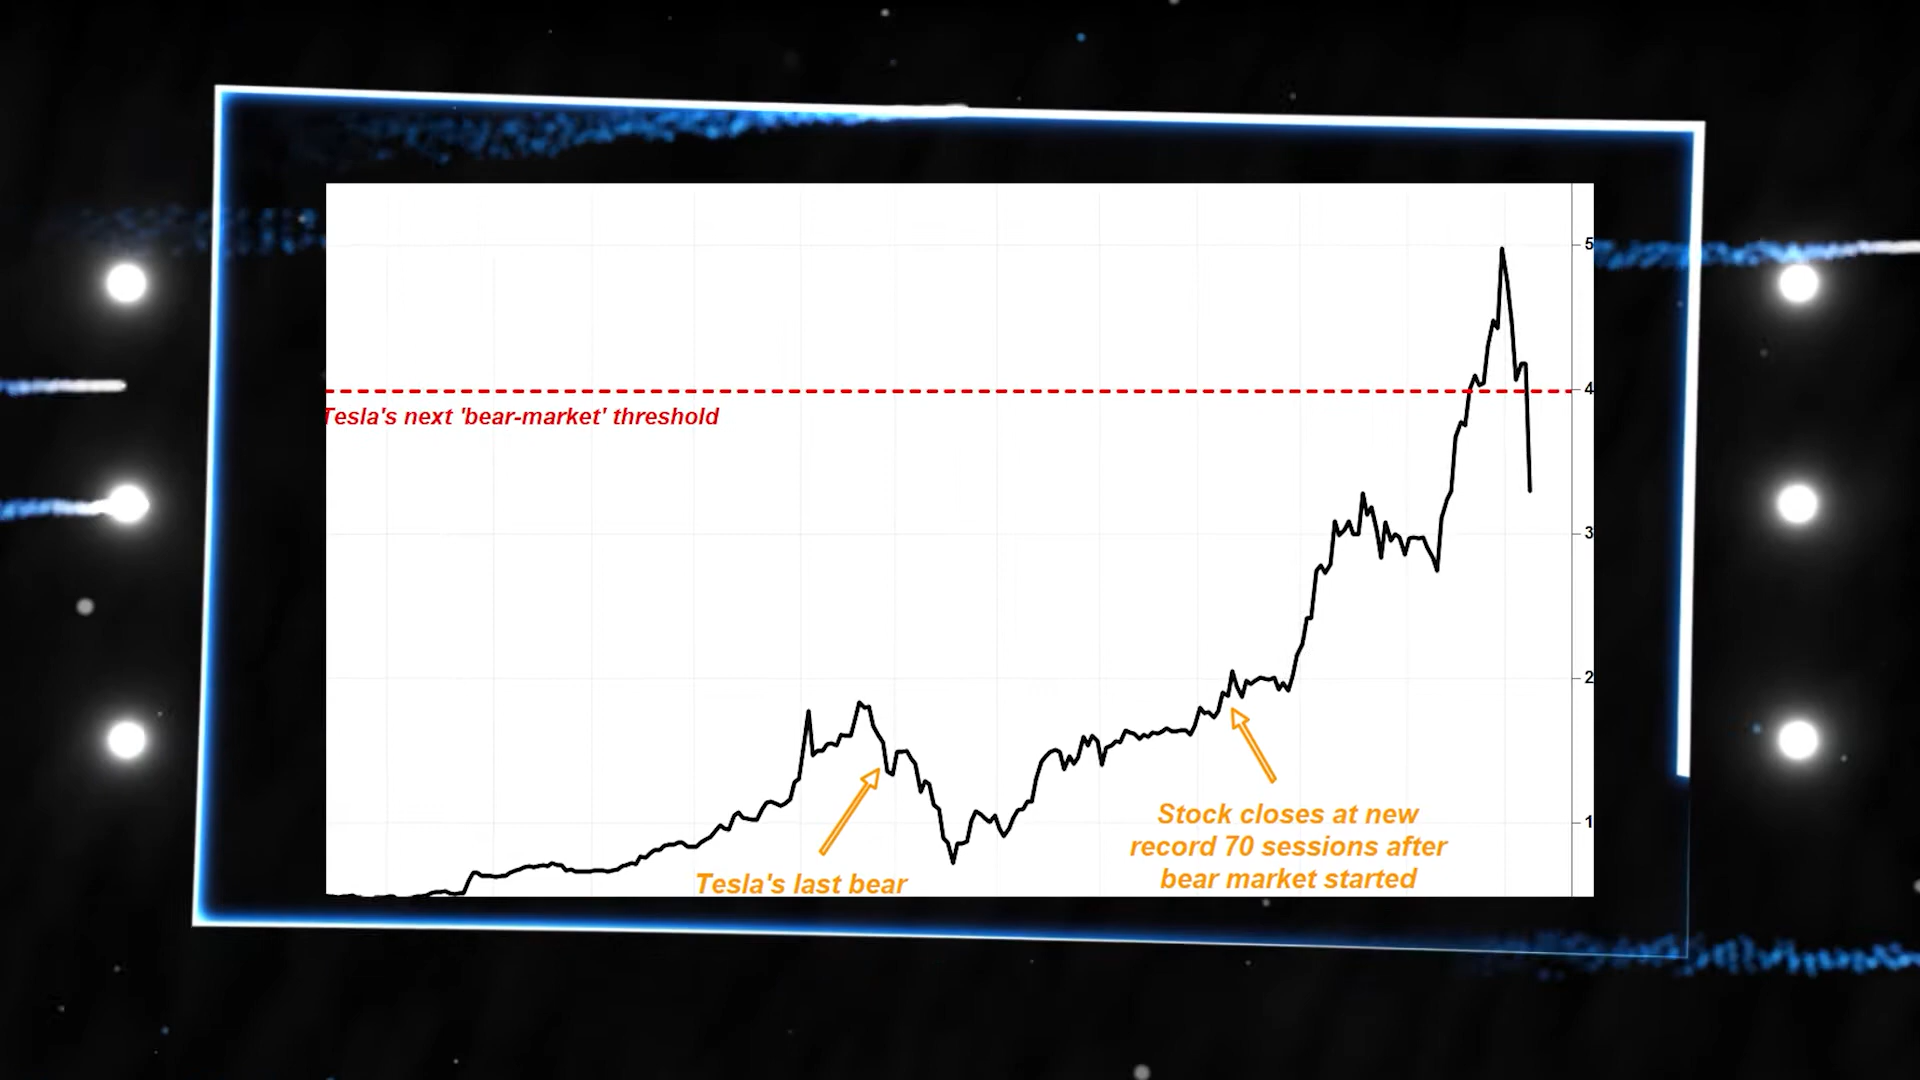 5
4
Tesla's next 'bear-market' threshold
3
2
1
Stock closes at new
record 70 sessions after
bear market started
Tesla's last bear